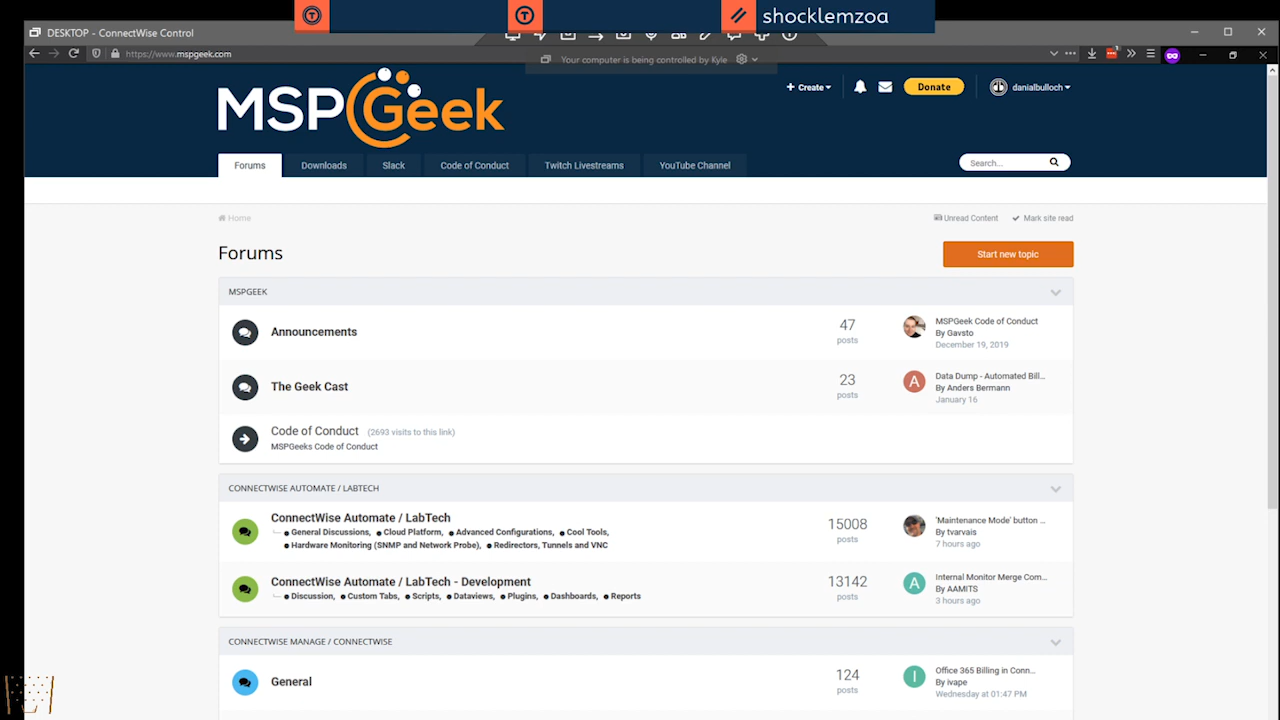 shocklemzoa
DESKTOP - ConnectWise Control
https://www.mspgeek.com
Your computer is being controlled by Kyle
MSPGeek
+ Create
Donate
danialbulloch
Forums
Downloads
Slack
Code of Conduct
Twitch Livestreams
YouTube Channel
Search...
Home
Unread Content
Mark site read
Forums
Start new topic
MSPGEEK
Announcements
47
posts
MSPGeek Code of Conduct
By Gavsto
December 19, 2019
The Geek Cast
23
posts
A
Data Dump - Automated Bill...
By Anders Bermann
January 16
Code of Conduct (2693 visits to this link)
MSPGeeks Code of Conduct
CONNECTWISE AUTOMATE / LABTECH
ConnectWise Automate / LabTech
General Discussions, Cloud Platform, Advanced Configurations, Cool Tools,
Hardware Monitoring (SNMP and Network Probe), Redirectors, Tunnels and VNC
15008
posts
'Maintenance Mode' button ...
By tvarvais
7 hours ago
ConnectWise Automate / LabTech - Development
Discussion, Custom Tabs, Scripts, Dataviews, Plugins, Dashboards, Reports
13142
posts
A
Internal Monitor Merge Com...
By AAMITS
3 hours ago
CONNECTWISE MANAGE / CONNECTWISE
General
124
posts
I
Office 365 Billing in Conn...
By ivape
Wednesday at 01:47 PM